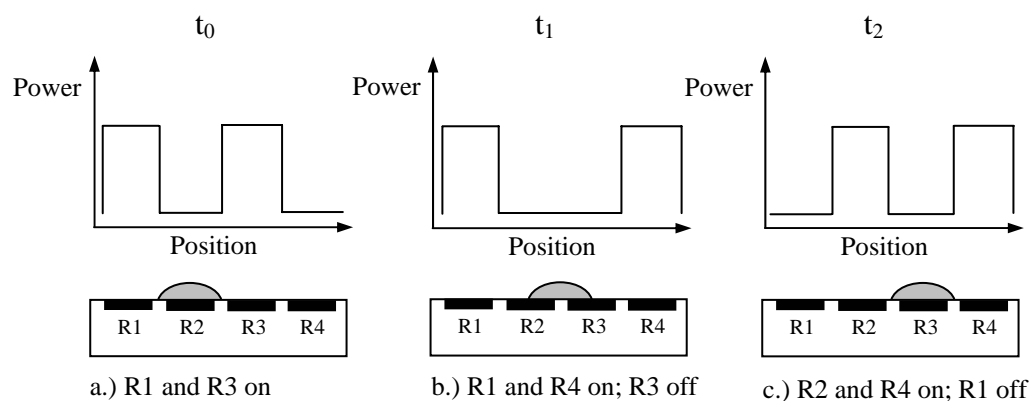 t0 t1 t2
Power Power Power
Position Position Position
R1 R2 R3 R4 R1 R2 R3 R4 R1 R2 R3 R4
a.) R1 and R3 on b.) R1 and R4 on; R3 off c.) R2 and R4 on; R1 off